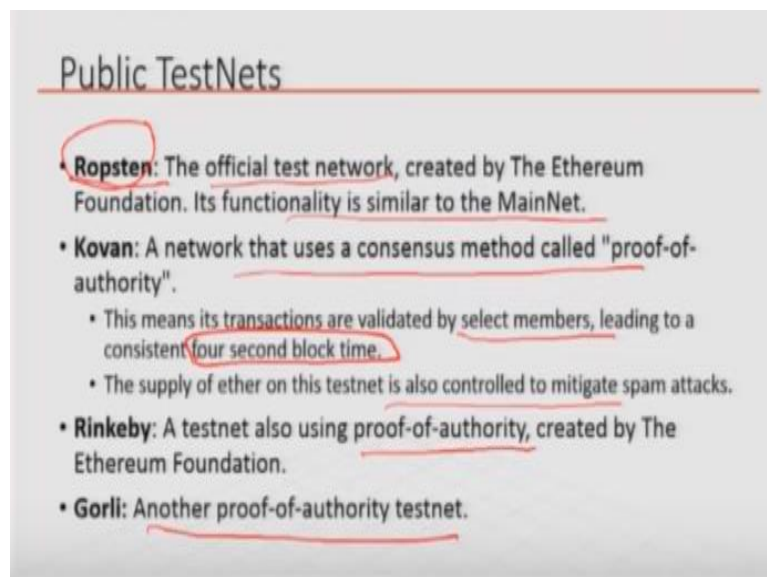 Public TestNets
• Ropsten: The official test network, created by The Ethereum
Foundation. Its functionality is similar to the MainNet.
• Kovan: A network that uses a consensus method called "proof-of-
authority".
• This means its transactions are validated by select members, leading to a
consistent four second block time.
• The supply of ether on this testnet is also controlled to mitigate spam attacks.
• Rinkeby: A testnet also using proof-of-authority, created by The
Ethereum Foundation.
• Gorli: Another proof-of-authority testnet.